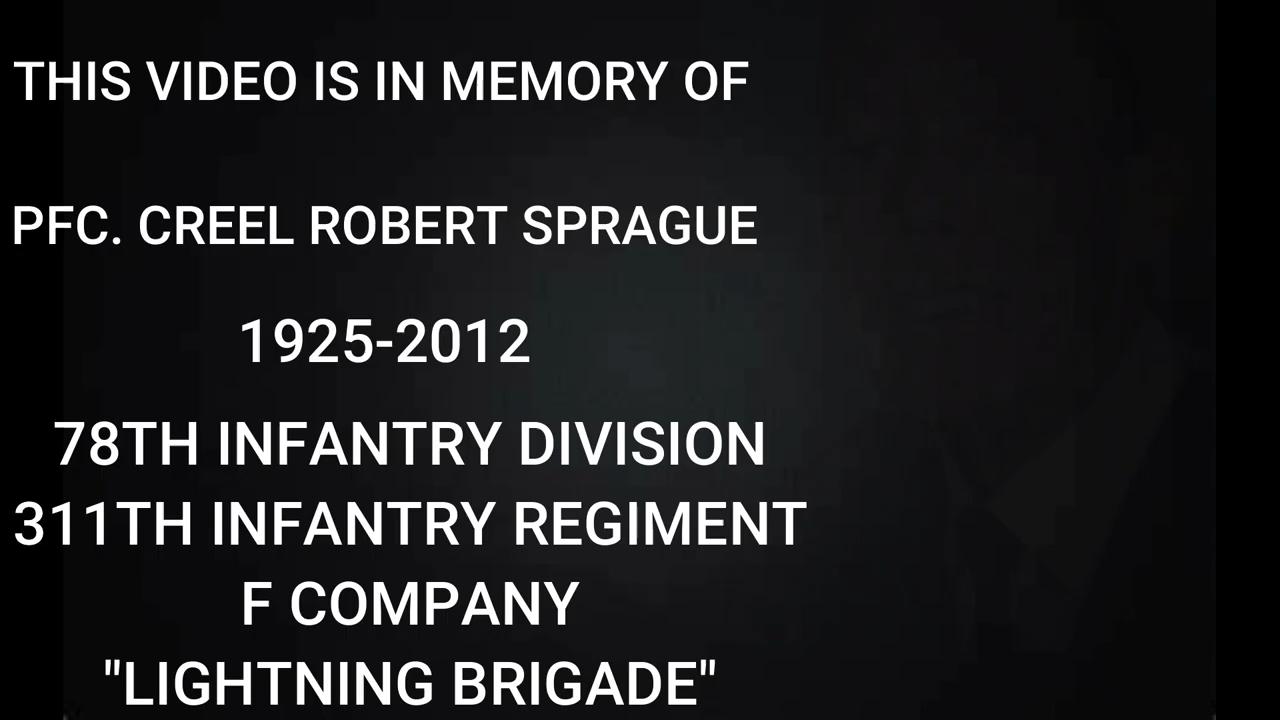 THIS VIDEO IS IN MEMORY OF
PFC. CREEL ROBERT SPRAGUE
1925-2012
78TH INFANTRY DIVISION
311TH INFANTRY REGIMENT
F COMPANY
"LIGHTNING BRIGADE"